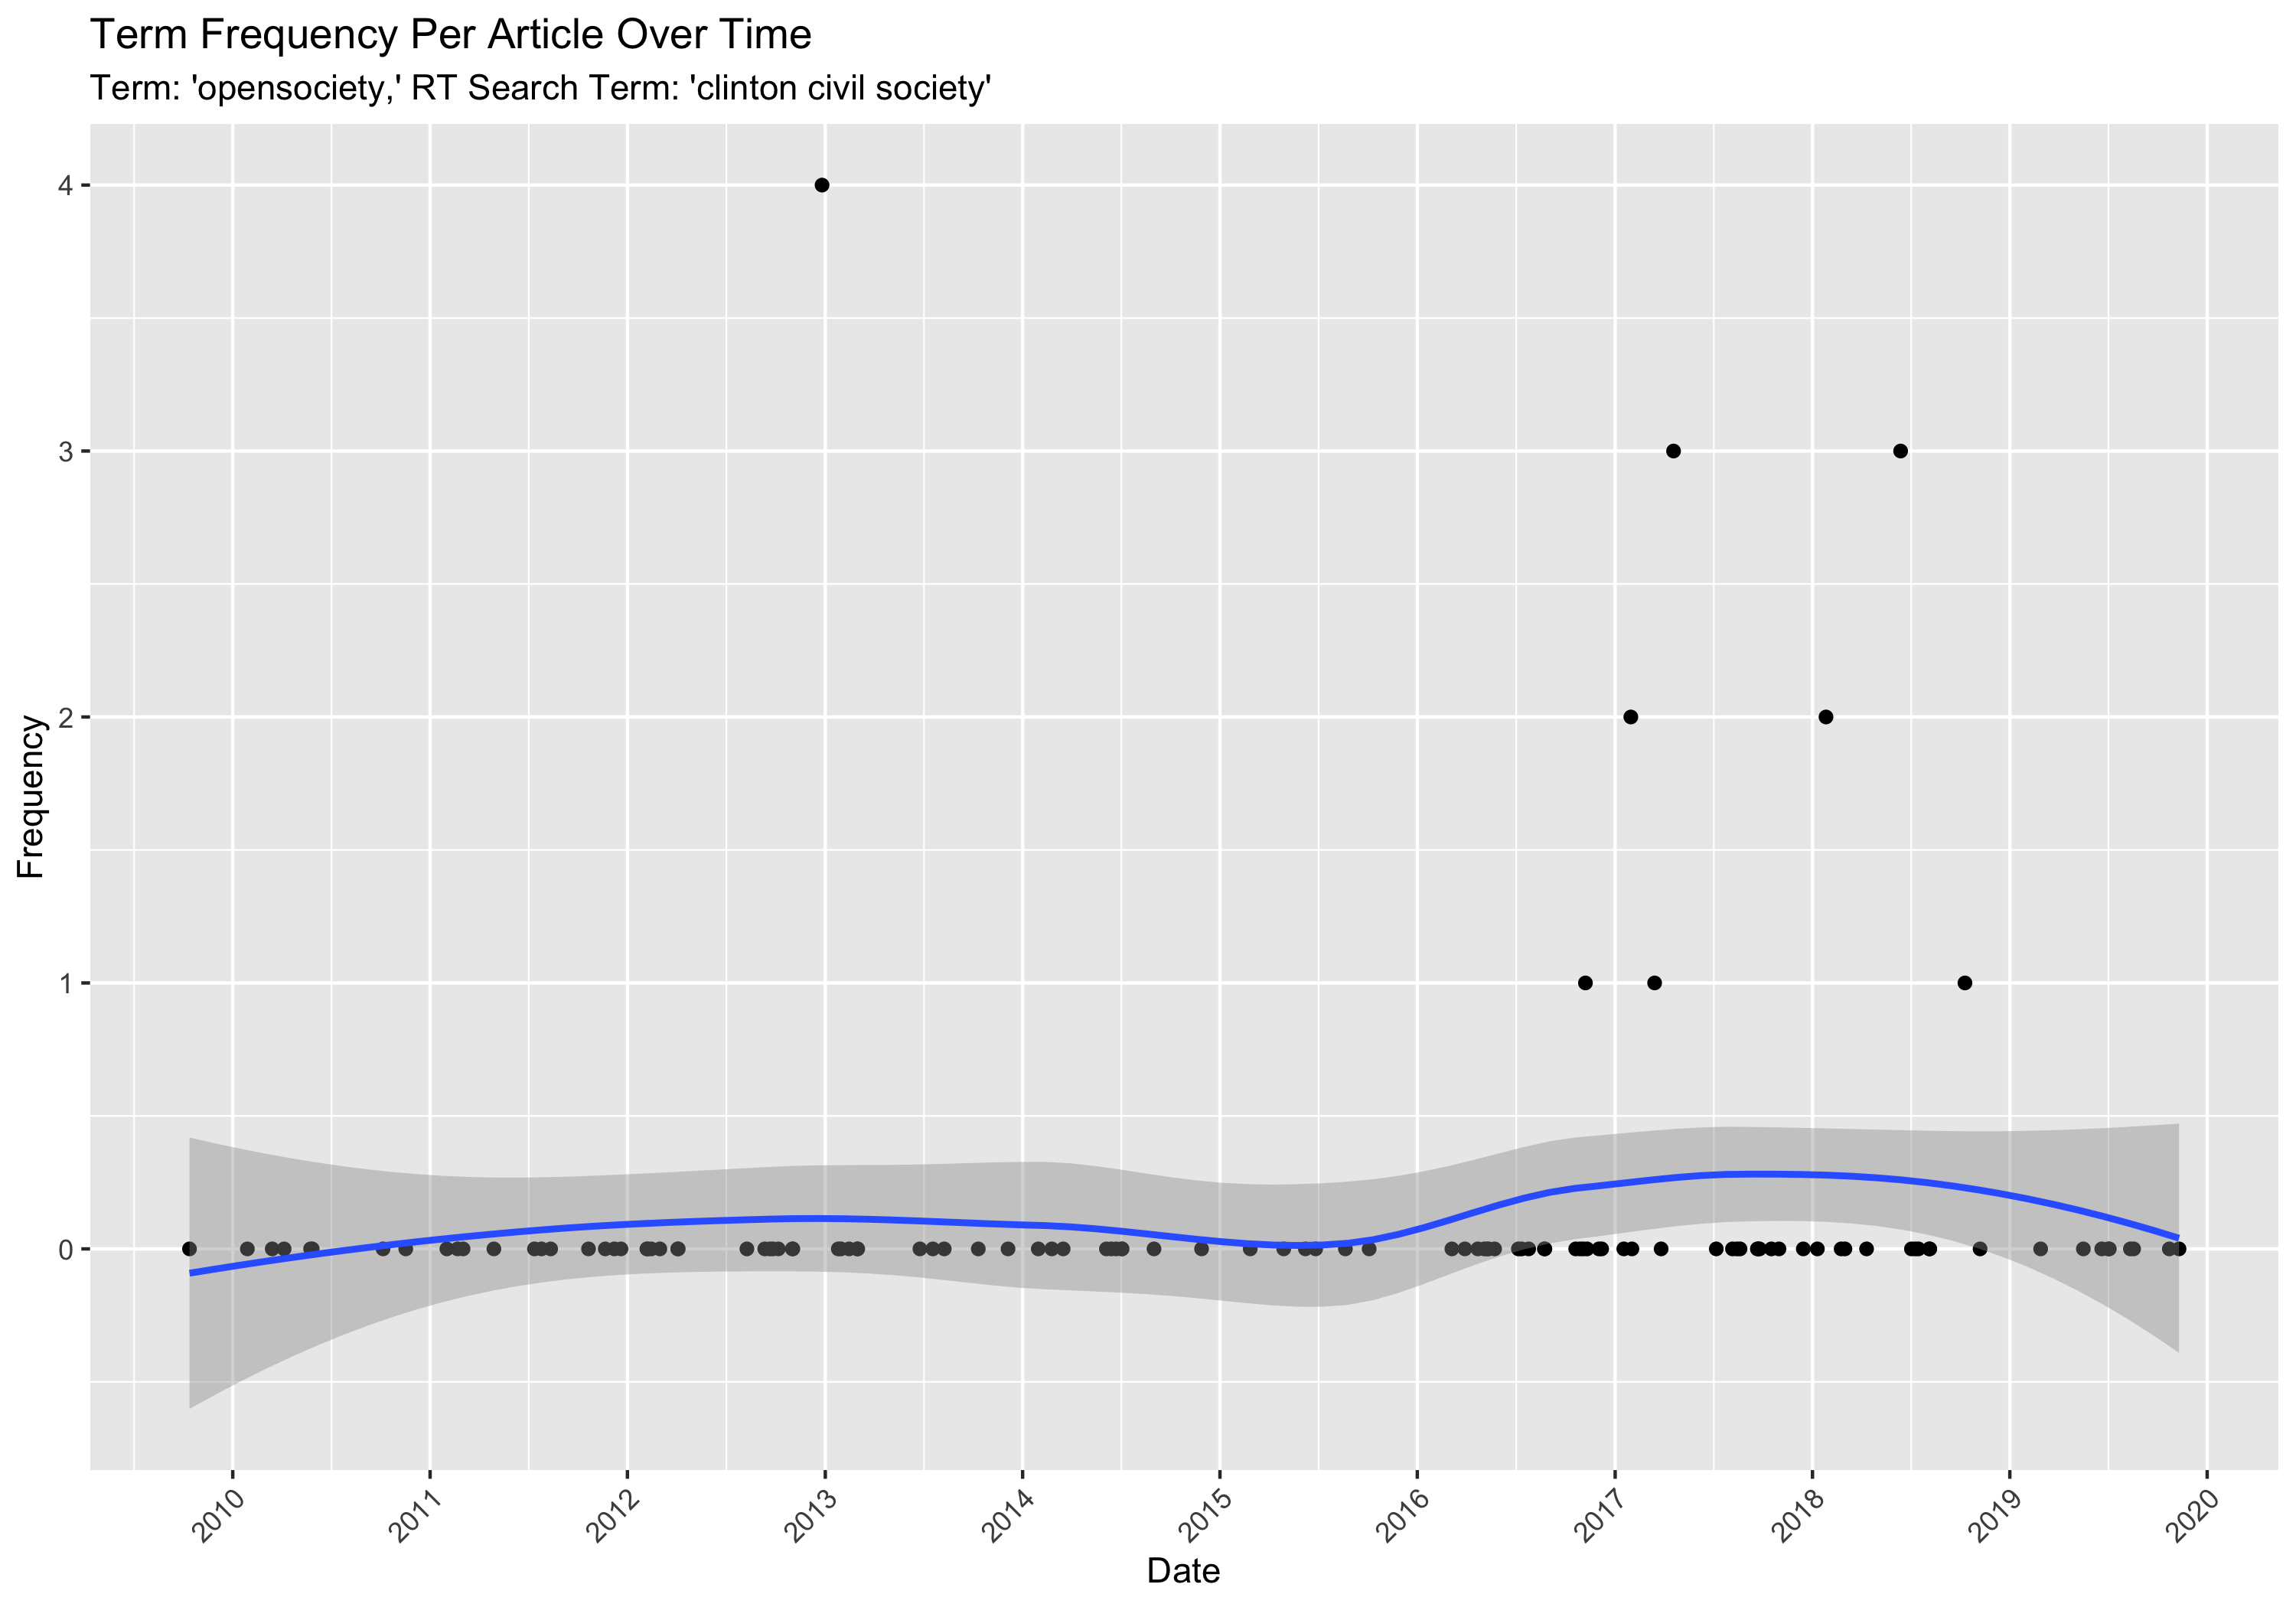 Term Frequency Per Article Over Time
Term: 'opensociety,' RT Search Term: 'clinton civil society'
Frequency
4
3
2
1
0
2010 2011 2012 2013 2014 2015 2016 2017 2018 2019 2020
Date